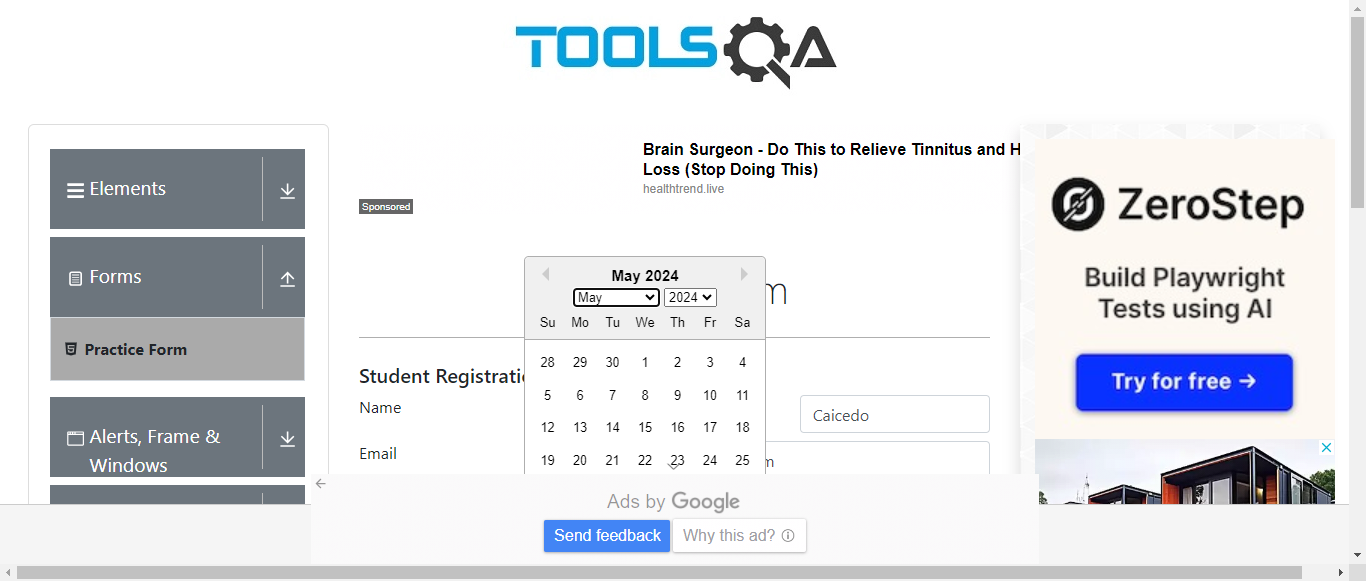 TOOLSQA
Brain Surgeon - Do This to Relieve Tinnitus and H
Loss (Stop Doing This)
healthtrend.live
Sponsored
Elements
Forms
Practice Form
Alerts, Frame &
Windows
May 2024
May 2024
Su Mo Tu We Th Fr Sa
28 29 30 1 2 3 4
5 6 7 8 9 10 11
12 13 14 15 16 17 18
19 20 21 22 23 24 25
m
Student Registrati
Name
Caicedo
Email
m
ZeroStep
Build Playwright
Tests using AI
Try for free →
Ads by Google
Send feedback
Why this ad?